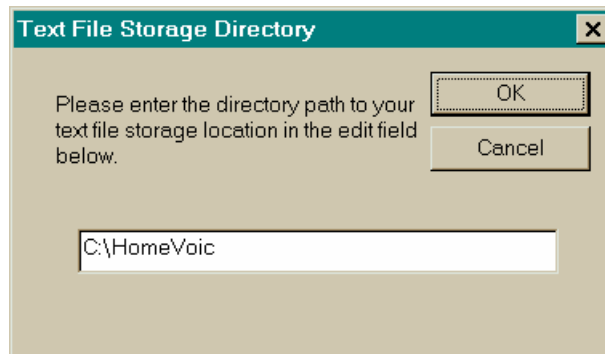 Text File Storage Directory
Please enter the directory path to your
text file storage location in the edit field
below.
OK
Cancel
C:\HomeVoic